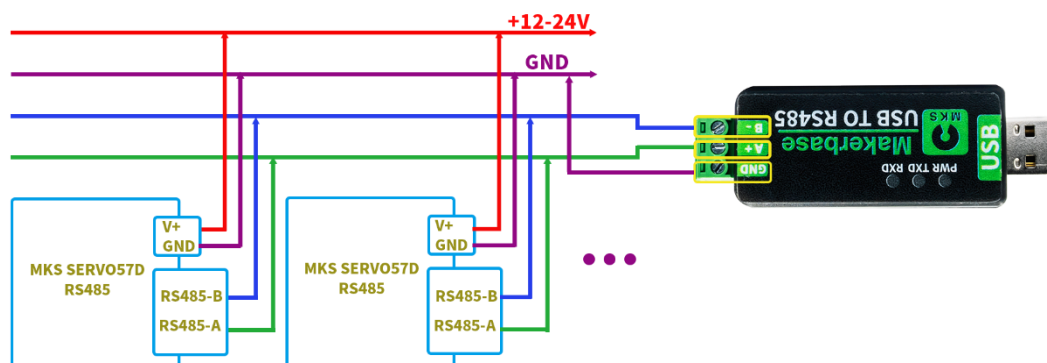 +12-24V
GND
B -
A+
GND
USB TO RS485
Makerbase
MKS
USB
PWR TXD RXD
V+
GND
MKS SERVO57D
RS485
RS485-B
RS485-A
V+
GND
MKS SERVO57D
RS485
RS485-B
RS485-A